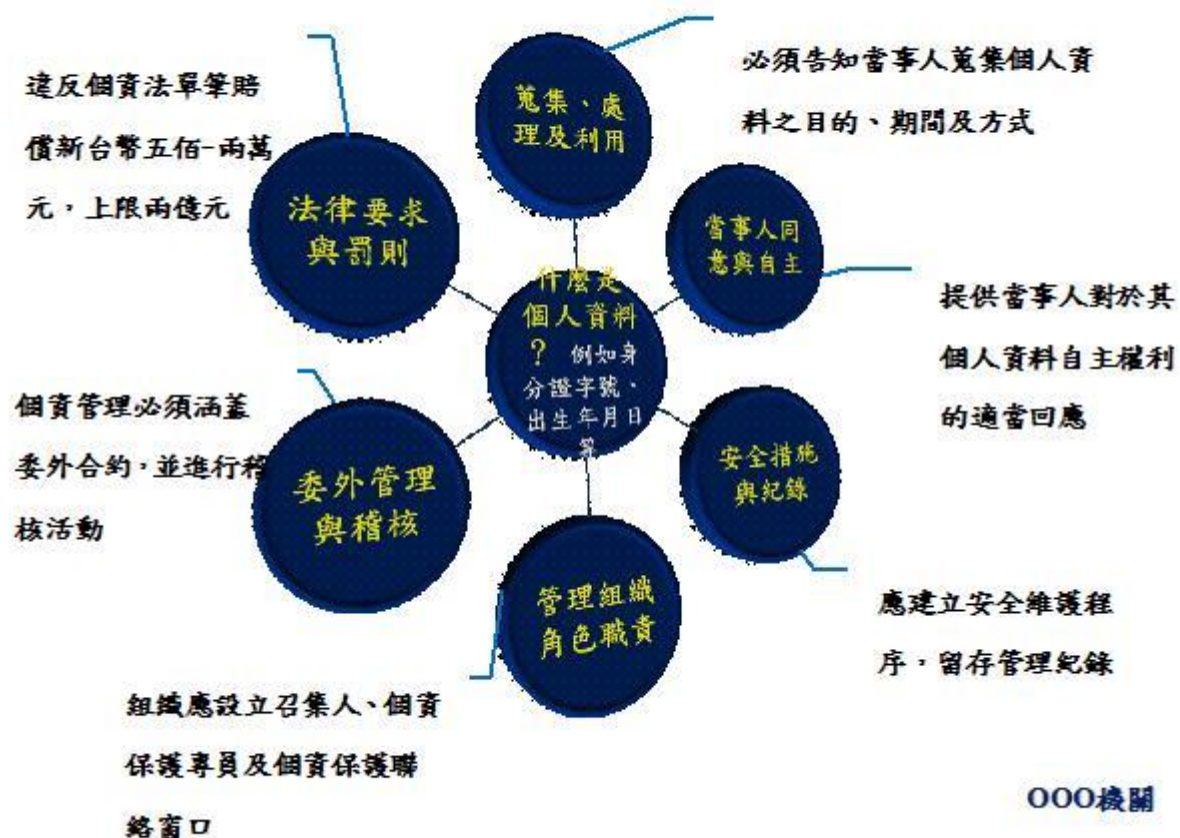 蒐集、處
理及利用
必須告知當事人蒐集個人資
料之目的、期間及方式
當事人同
意與自主
提供當事人對於其
個人資料自主權利
的適當回應
安全措施
與紀錄
應建立安全維護程
序，留存管理紀錄
管理組織
角色職責
組織應設立召集人、個資
保護專員及個資保護聯
絡窗口
委外管理
與稽核
個資管理必須涵蓋
委外合約，並進行稽
核活動
法律要求
與罰則
違反個資法單筆賠
償新台幣五佰-兩萬
元，上限兩億元
什麼是
個人資料
？ 例如身
分證字號、
出生年月日
等
OOO機關